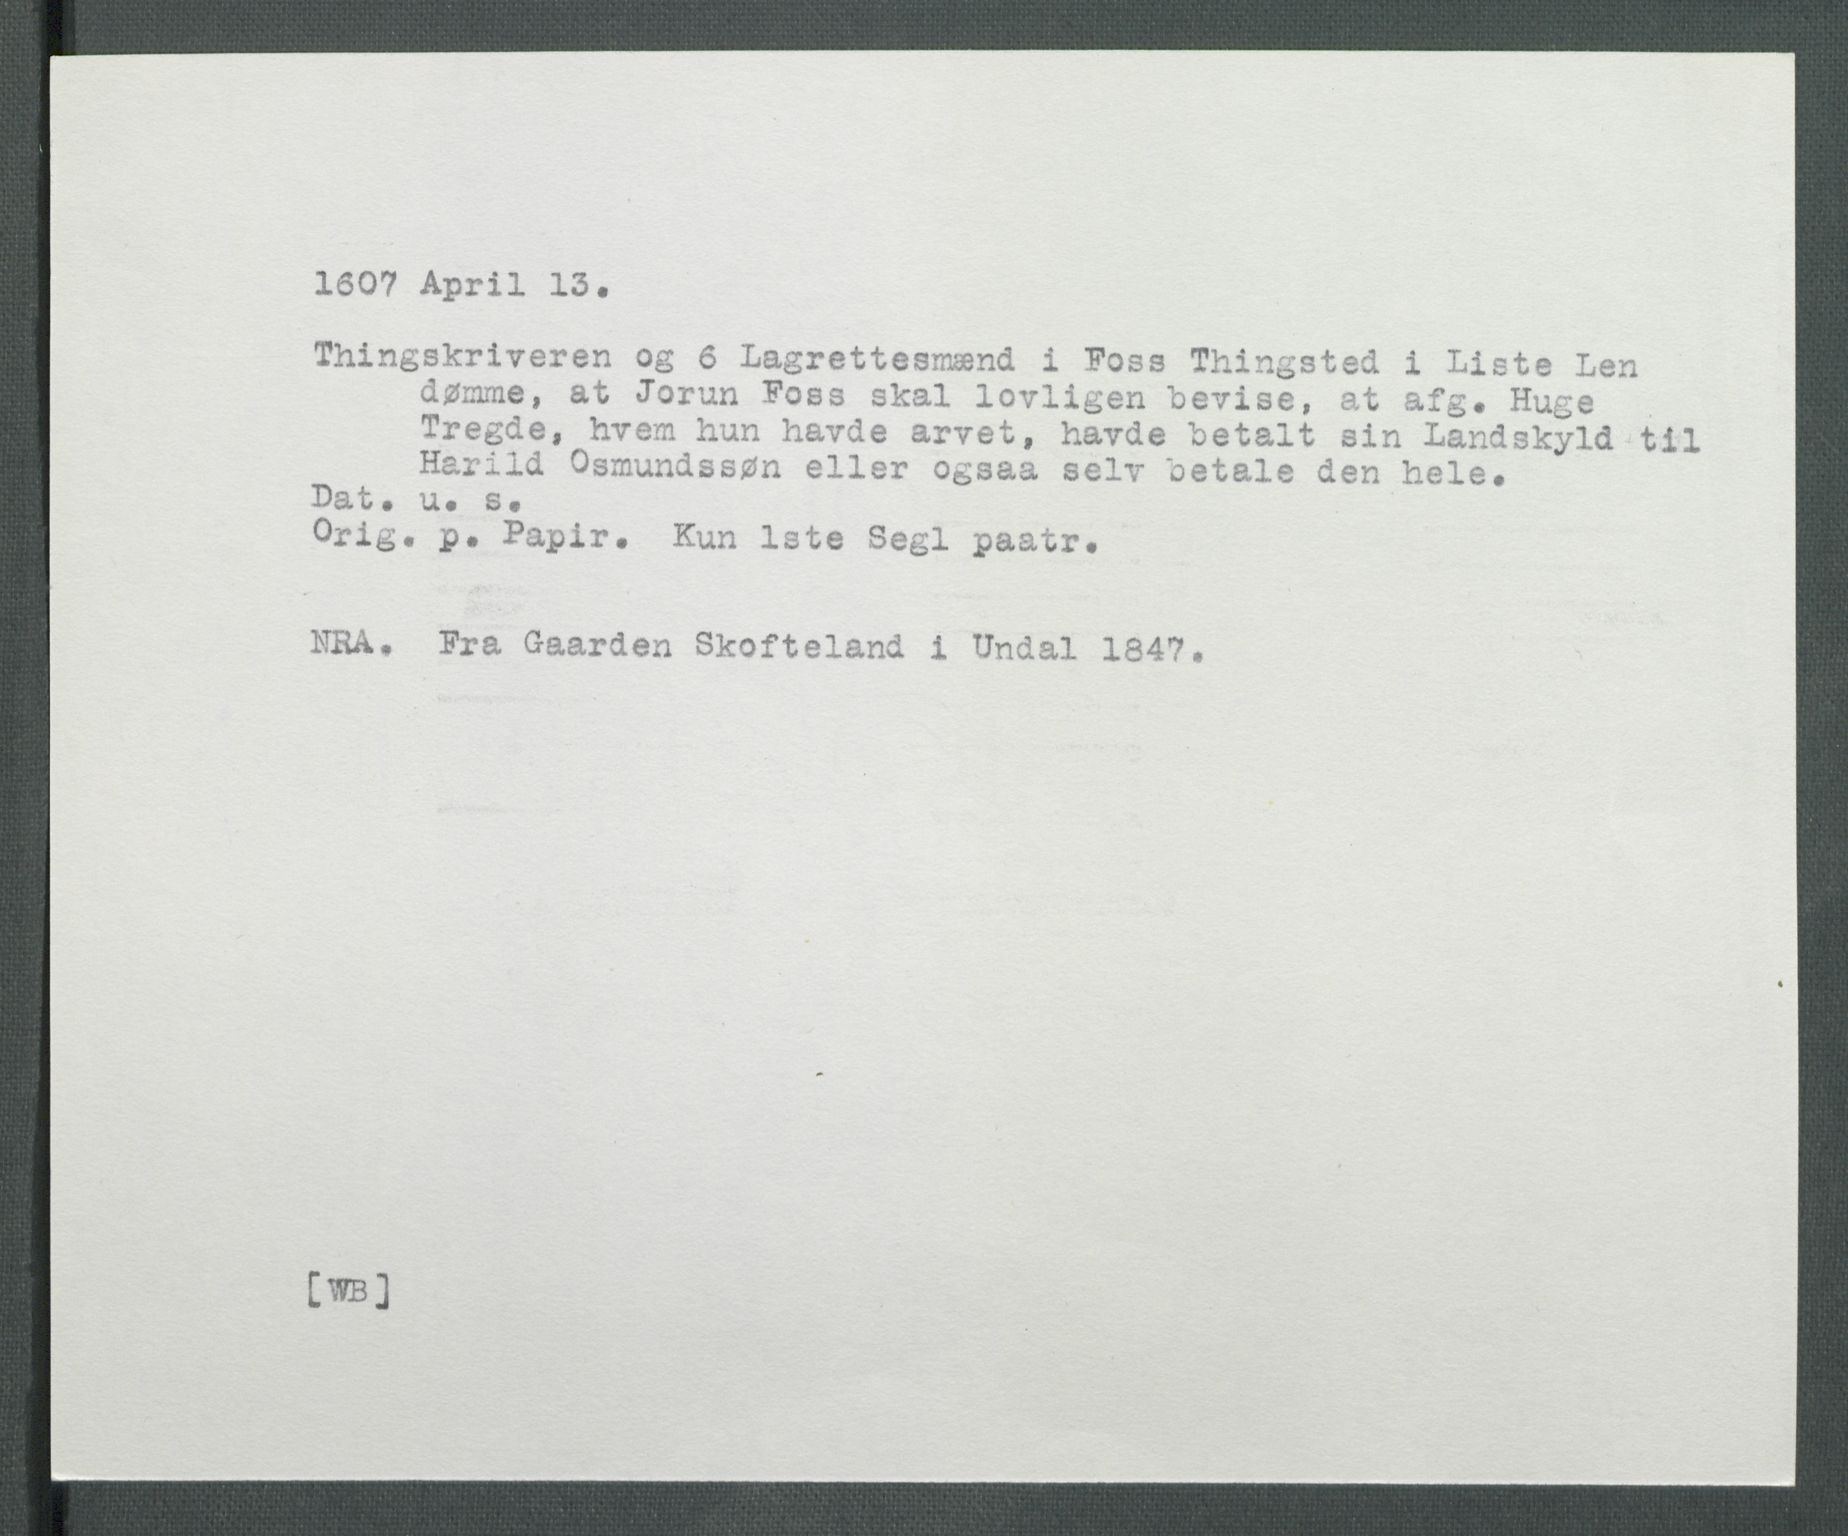 1607 April 13.
Thingskriveren og 6 Lagrettesmænd i Foss Thingsted i Liste Len
dømme, at Jorun Foss skal lovligen bevise, at afg. Huge
Tregde, hvem hun havde arvet, havde betalt sin Landskyld til
Harild Osmundssøn eller ogsaa selv betale den hele.
Dat. u. s.
Orig. p. Papir. Kun 1ste Segl paatr.
NRA. Fra Gaarden Skofteland i Undal 1847.
[WB]